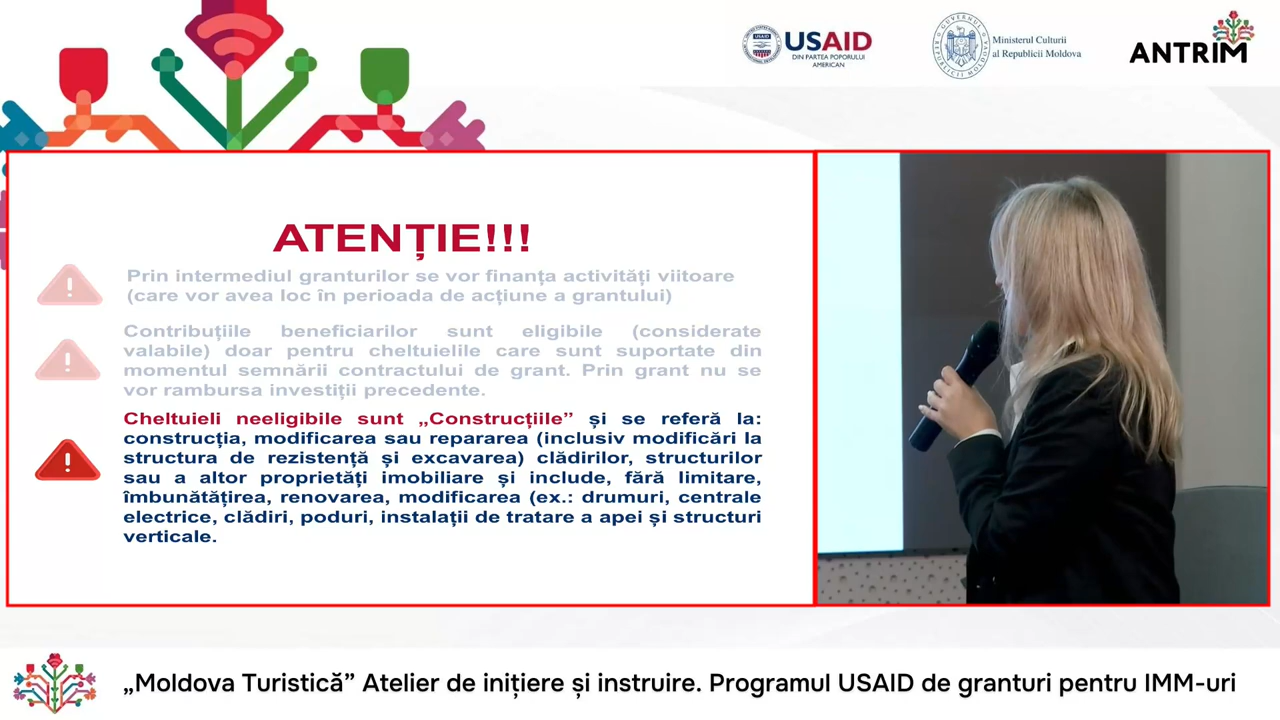 USAID
DIN PARTEA POPORULUI
AMERICAN
Ministerul Culturii
al Republicii Moldova
ANTRIM
ATENȚIE!!!
Prin intermediul granturilor se vor finanța activități viitoare
(care vor avea loc în perioada de acțiune a grantului)
Contribuțiile beneficiarilor sunt eligibile (considerate
valabile) doar pentru cheltuielile care sunt suportate din
momentul semnării contractului de grant. Prin grant nu se
vor rambursa investiții precedente.
Cheltuieli neeligibile sunt „Construcțiile” și se referă la:
construcția, modificarea sau repararea (inclusiv modificări la
structura de rezistență și excavarea) clădirilor, structurilor
sau a altor proprietăți imobiliare și include, fără limitare,
îmbunătățirea, renovarea, modificarea (ex.: drumuri, centrale
electrice, clădiri, poduri, instalații de tratare a apei și structuri
verticale.
„Moldova Turistică” Atelier de inițiere și instruire. Programul USAID de granturi pentru IMM-uri